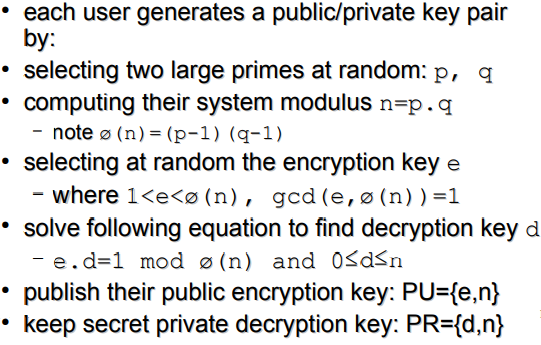 • each user generates a public/private key pair
by:
• selecting two large primes at random: p, q
• computing their system modulus n=p.q
– note ø(n)=(p-1)(q-1)
• selecting at random the encryption key e
– where 1<e<ø(n), gcd(e,ø(n))=1
• solve following equation to find decryption key d
– e.d=1 mod ø(n) and 0≤d≤n
• publish their public encryption key: PU={e,n}
• keep secret private decryption key: PR={d,n}